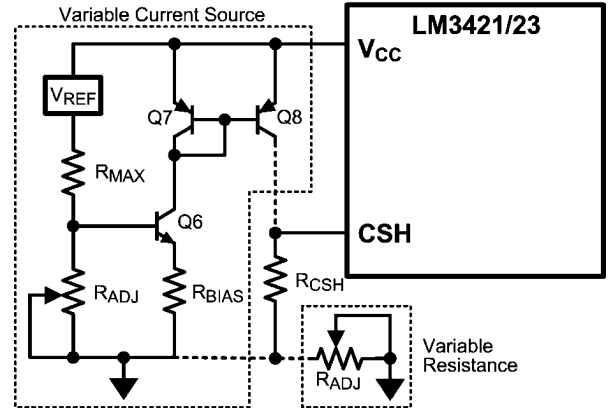 Variable Current Source
LM3421/23
VCC
VREF
Q7
Q8
RMAX
Q6
CSH
RADJ
RBIAS
RCSH
Variable
Resistance
RADJ